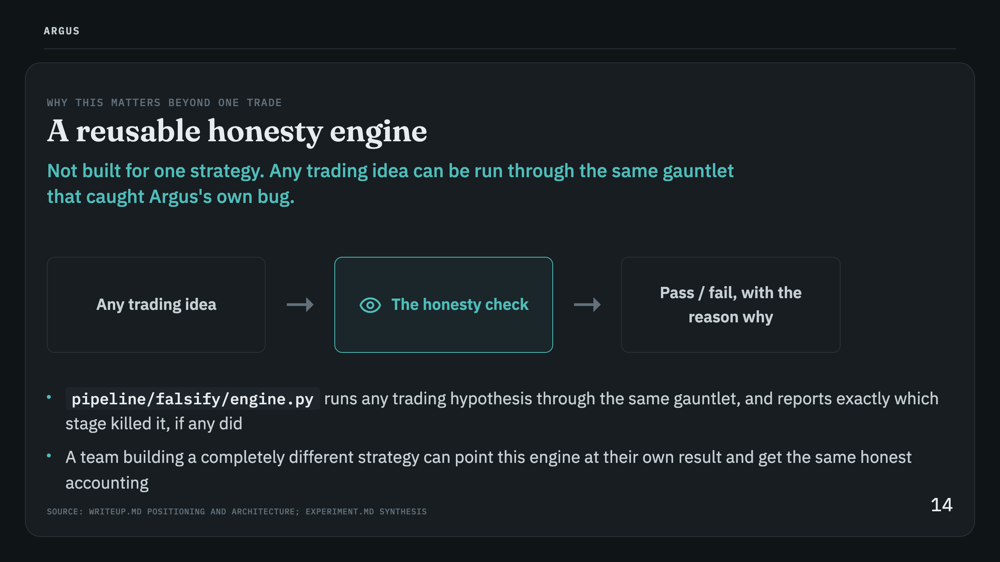 ARGUS
WHY THIS MATTERS BEYOND ONE TRADE
A reusable honesty engine
Not built for one strategy. Any trading idea can be run through the same gauntlet
that caught Argus's own bug.
Any trading idea
The honesty check
Pass / fail, with the
reason why
• pipeline/falsify/engine.py runs any trading hypothesis through the same gauntlet, and reports exactly which
stage killed it, if any did
• A team building a completely different strategy can point this engine at their own result and get the same honest
accounting
SOURCE: WRITEUP.MD POSITIONING AND ARCHITECTURE; EXPERIMENT.MD SYNTHESIS
14